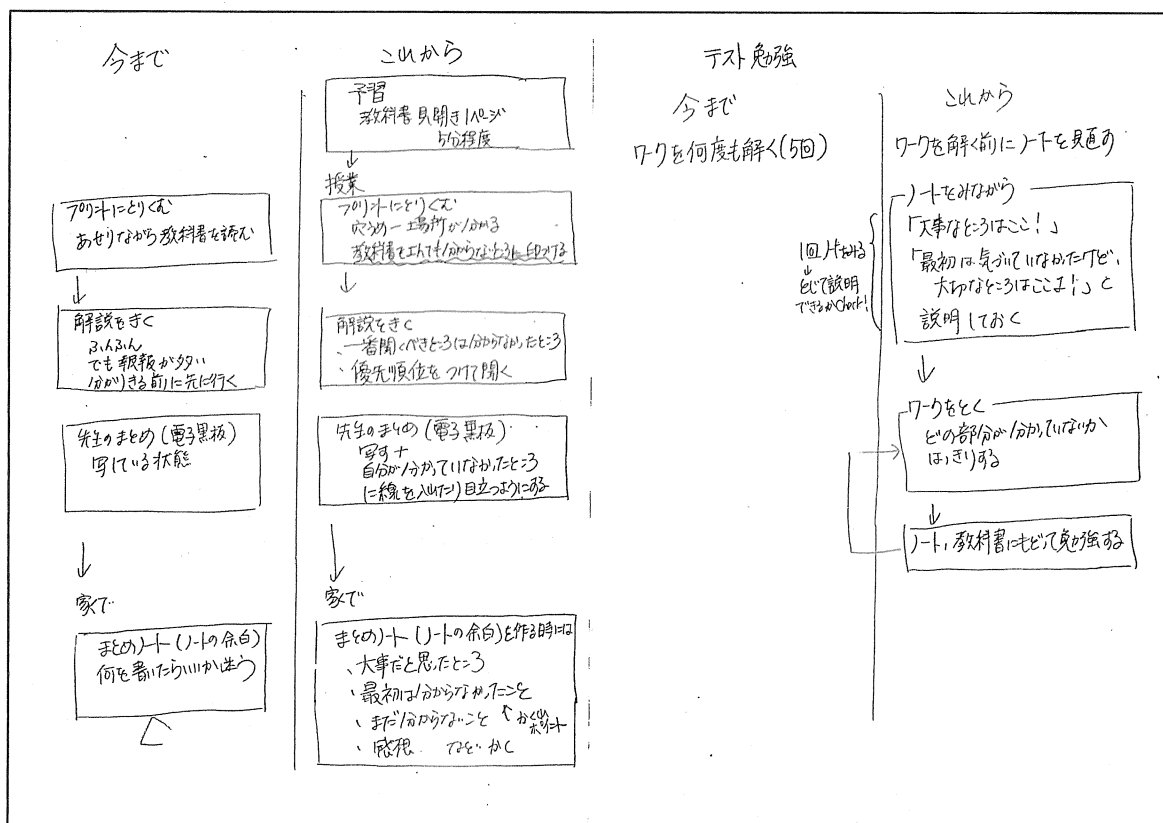 今まで
プリントにとりくむ
あせりながら教科書を読む
解説をきく
ふんふん
でも報報が多い
分かりきる前に先に行く
先生のまとめ(電子黒板)
写している状態
家で
まとめノート(ノートの余白)
何を書いたらいいか迷う
これから
予習
教科書見開き1ページ
5分程度
授業
プリントにとりくむ
穴うめ→場所が分かる
教科書をよんでも分からないところに印つける
解説をきく
、一番聞くべきところは分からなかったところ
、優先順位をつけて聞く
先生のまとめ(電子黒板)
写す+
自分が分かっていなかったところ
に線を入れたり目立つようにする
家で
まとめノート(ノートの余白)を作る時には
、大事だと思ったところ
、最初は分からなかったこと
、まだ分からないこと
ポイント
、感想 などかく
テスト勉強
今まで
ワークを何度も解く(5回)
これから
ワークを解く前にノートを見直す
ノートをみながら
「大事なところはここ!」
「最初は気づいていなかったけど、
大切なところはここよ!」と
説明しておく
1回ノートをみる
とじて説明
できるかCheck!
ワークをとく
どの部分が分かっていないか
はっきりする
ノート、教科書にもどって勉強する